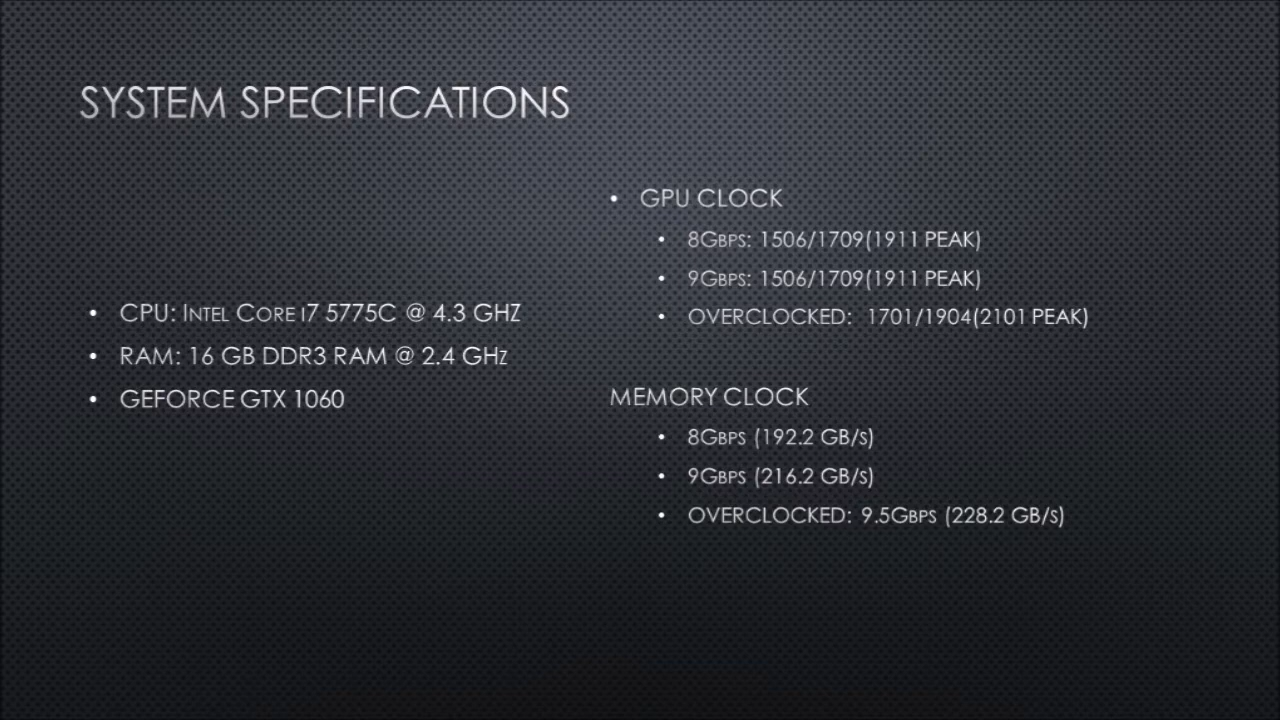 SYSTEM SPECIFICATIONS
• CPU: INTEL CORE I7 5775C @ 4.3 GHZ
• RAM: 16 GB DDR3 RAM @ 2.4 GHz
• GEFORCE GTX 1060
• GPU CLOCK
• 8GBPS: 1506/1709(1911 PEAK)
• 9GBPS: 1506/1709(1911 PEAK)
• OVERCLOCKED: 1701/1904(2101 PEAK)
MEMORY CLOCK
• 8GBPS (192.2 GB/S)
• 9GBPS (216.2 GB/S)
• OVERCLOCKED: 9.5GBPS (228.2 GB/S)